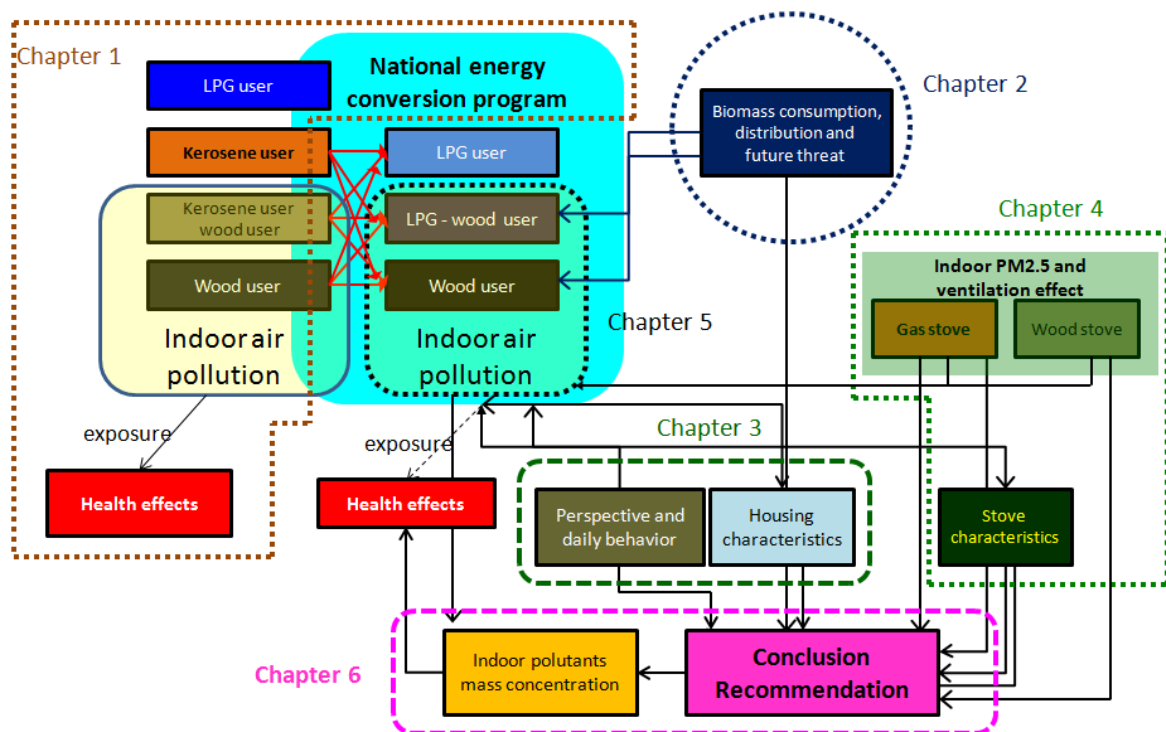 Chapter 1
LPG user
Kerosene user
Kerosene user
wood user
Wood user
Indoor air
pollution
exposure
Health effects
National energy
conversion program
LPG user
LPG - wood user
Wood user
Indoor air
pollution
Chapter 5
exposure
Health effects
Chapter 2
Biomass consumption,
distribution and
future threat
Chapter 4
Indoor PM2.5 and
ventilation effect
Gas stove
Wood stove
Chapter 3
Perspective and
daily behavior
Housing
characteristics
Stove
characteristics
Chapter 6
Indoor polutants
mass concentration
Conclusion
Recommendation